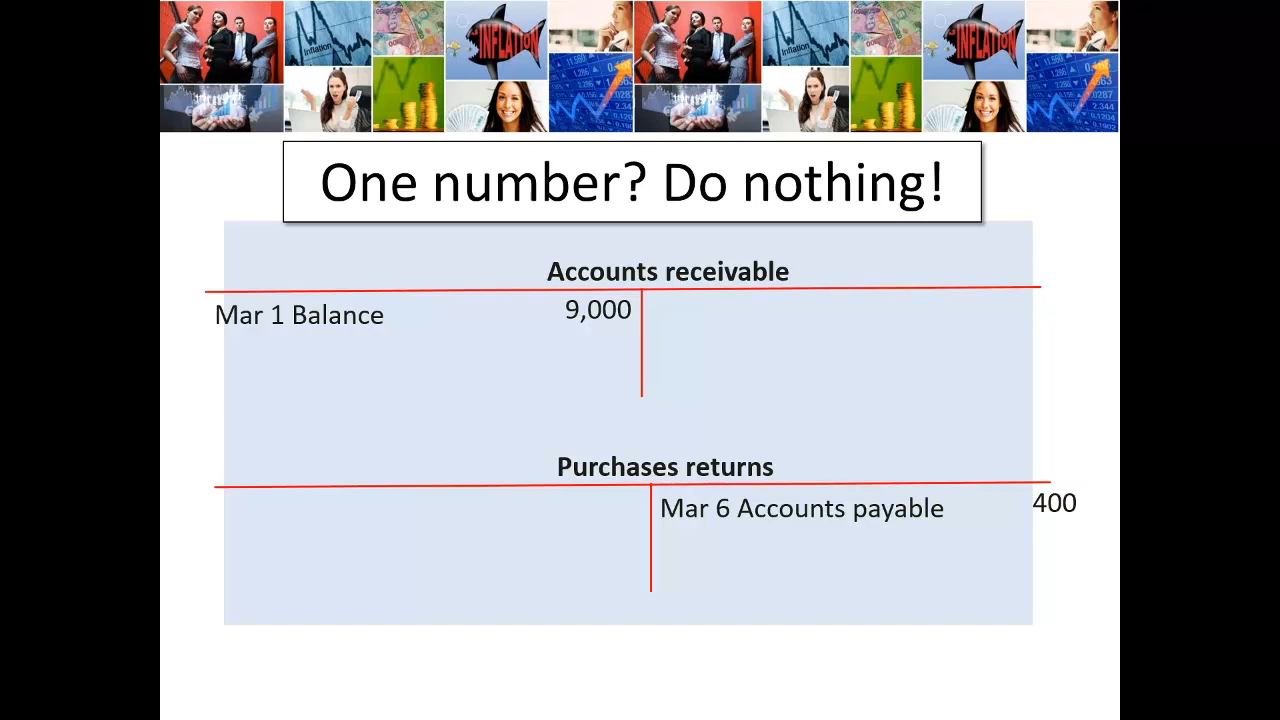 Inflation
INFLATION
Inflation
INFLATION
One number? Do nothing!
Accounts receivable
Mar 1 Balance 9,000
Purchases returns
Mar 6 Accounts payable 400